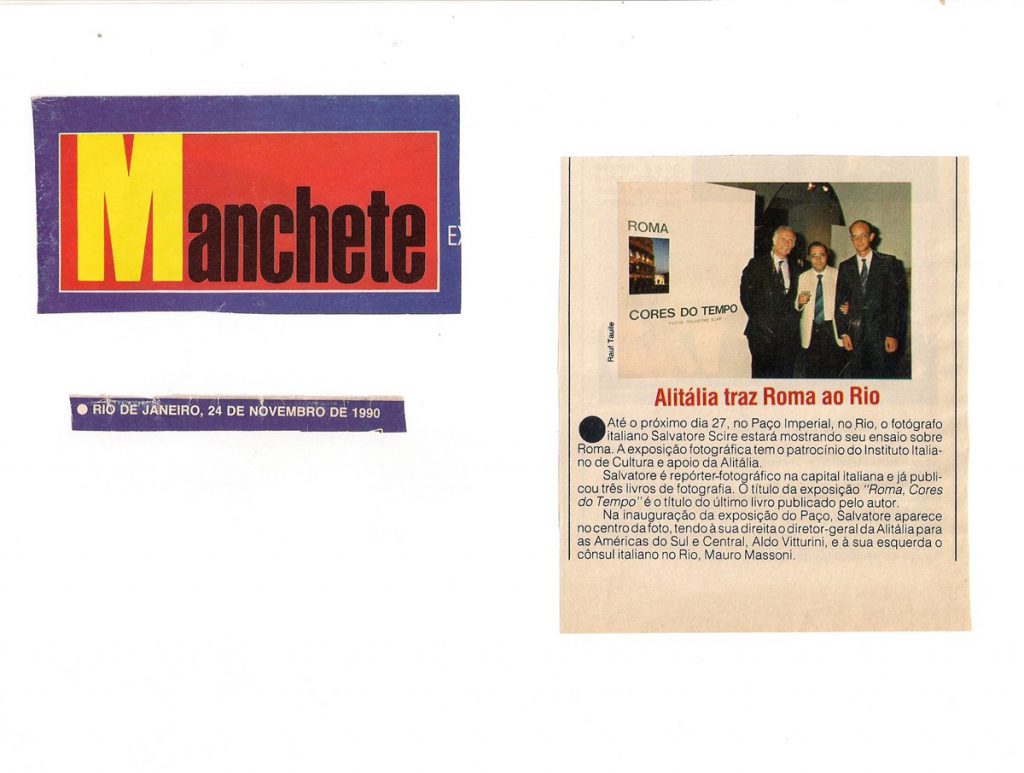 Manchete
EX
RIO DE JANEIRO, 24 DE NOVEMBRO DE 1990
ROMA
CORES DO TEMPO
Rauf Tauile
Alitália traz Roma ao Rio
Até o próximo dia 27, no Paço Imperial, no Rio, o fotógrafo
italiano Salvatore Scire estará mostrando seu ensaio sobre
Roma. A exposição fotográfica tem o patrocínio do Instituto Italia-
no de Cultura e apoio da Alitália.
Salvatore é repórter-fotográfico na capital italiana e já publi-
cou três livros de fotografia. O título da exposição "Roma, Cores
do Tempo" é o título do último livro publicado pelo autor.
Na inauguração da exposição do Paço, Salvatore aparece
no centro da foto, tendo à sua direita o diretor-geral da Alitália para
as Américas do Sul e Central, Aldo Vitturini, e à sua esquerda o
cônsul italiano no Rio, Mauro Massoni.